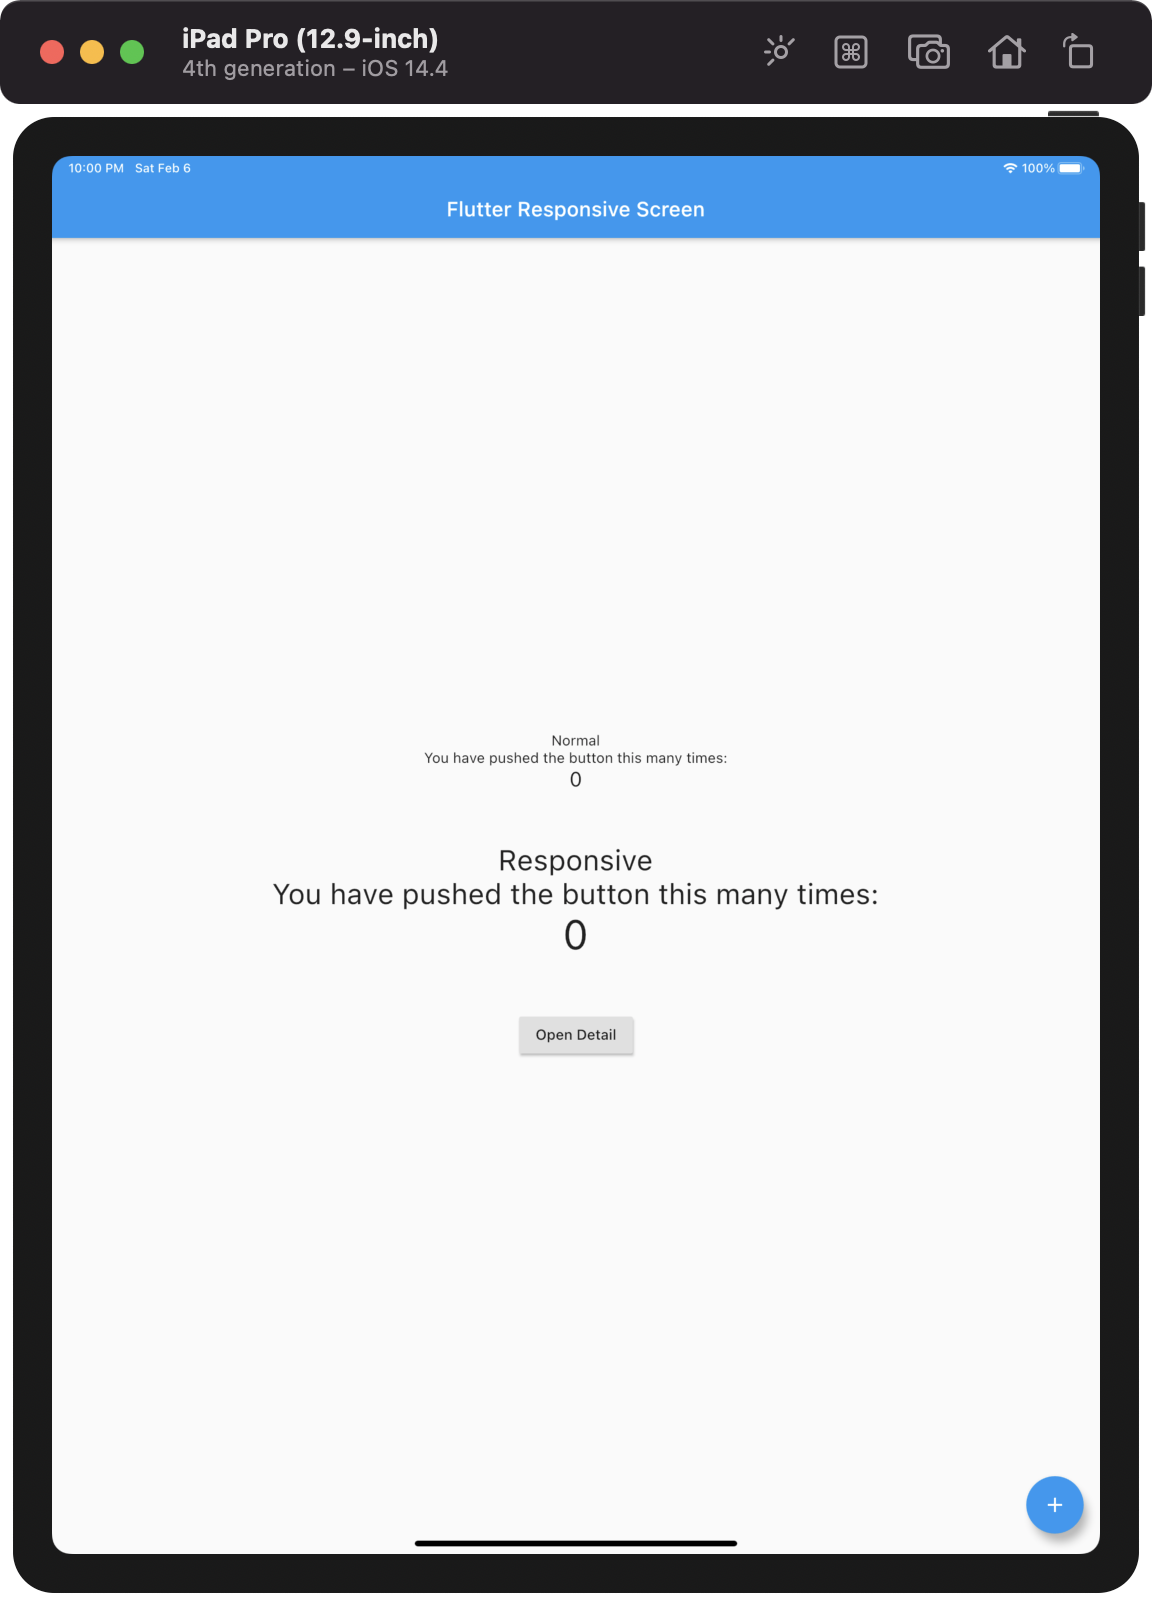 iPad Pro (12.9-inch)
4th generation – iOS 14.4
10:00 PM Sat Feb 6 100%
Flutter Responsive Screen
Normal
You have pushed the button this many times:
0
Responsive
You have pushed the button this many times:
0
Open Detail
+